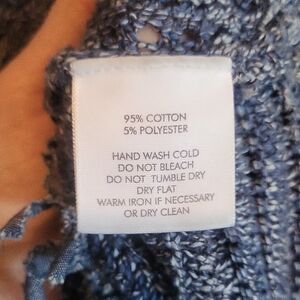 95% COTTON
5% POLYESTER
HAND WASH COLD
DO NOT BLEACH
DO NOT TUMBLE DRY
DRY FLAT
WARM IRON IF NECESSARY
OR DRY CLEAN